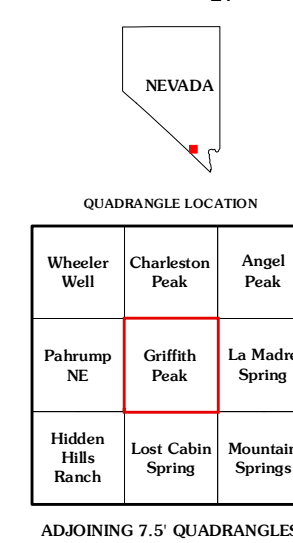 NEVADA
QUADRANGLE LOCATION
Wheeler Well
Charleston Peak
Angel Peak
Pahrump NE
Griffith Peak
La Madre Spring
Hidden Hills Ranch
Lost Cabin Spring
Mountain Springs
ADJOINING 7.5' QUADRANGLES